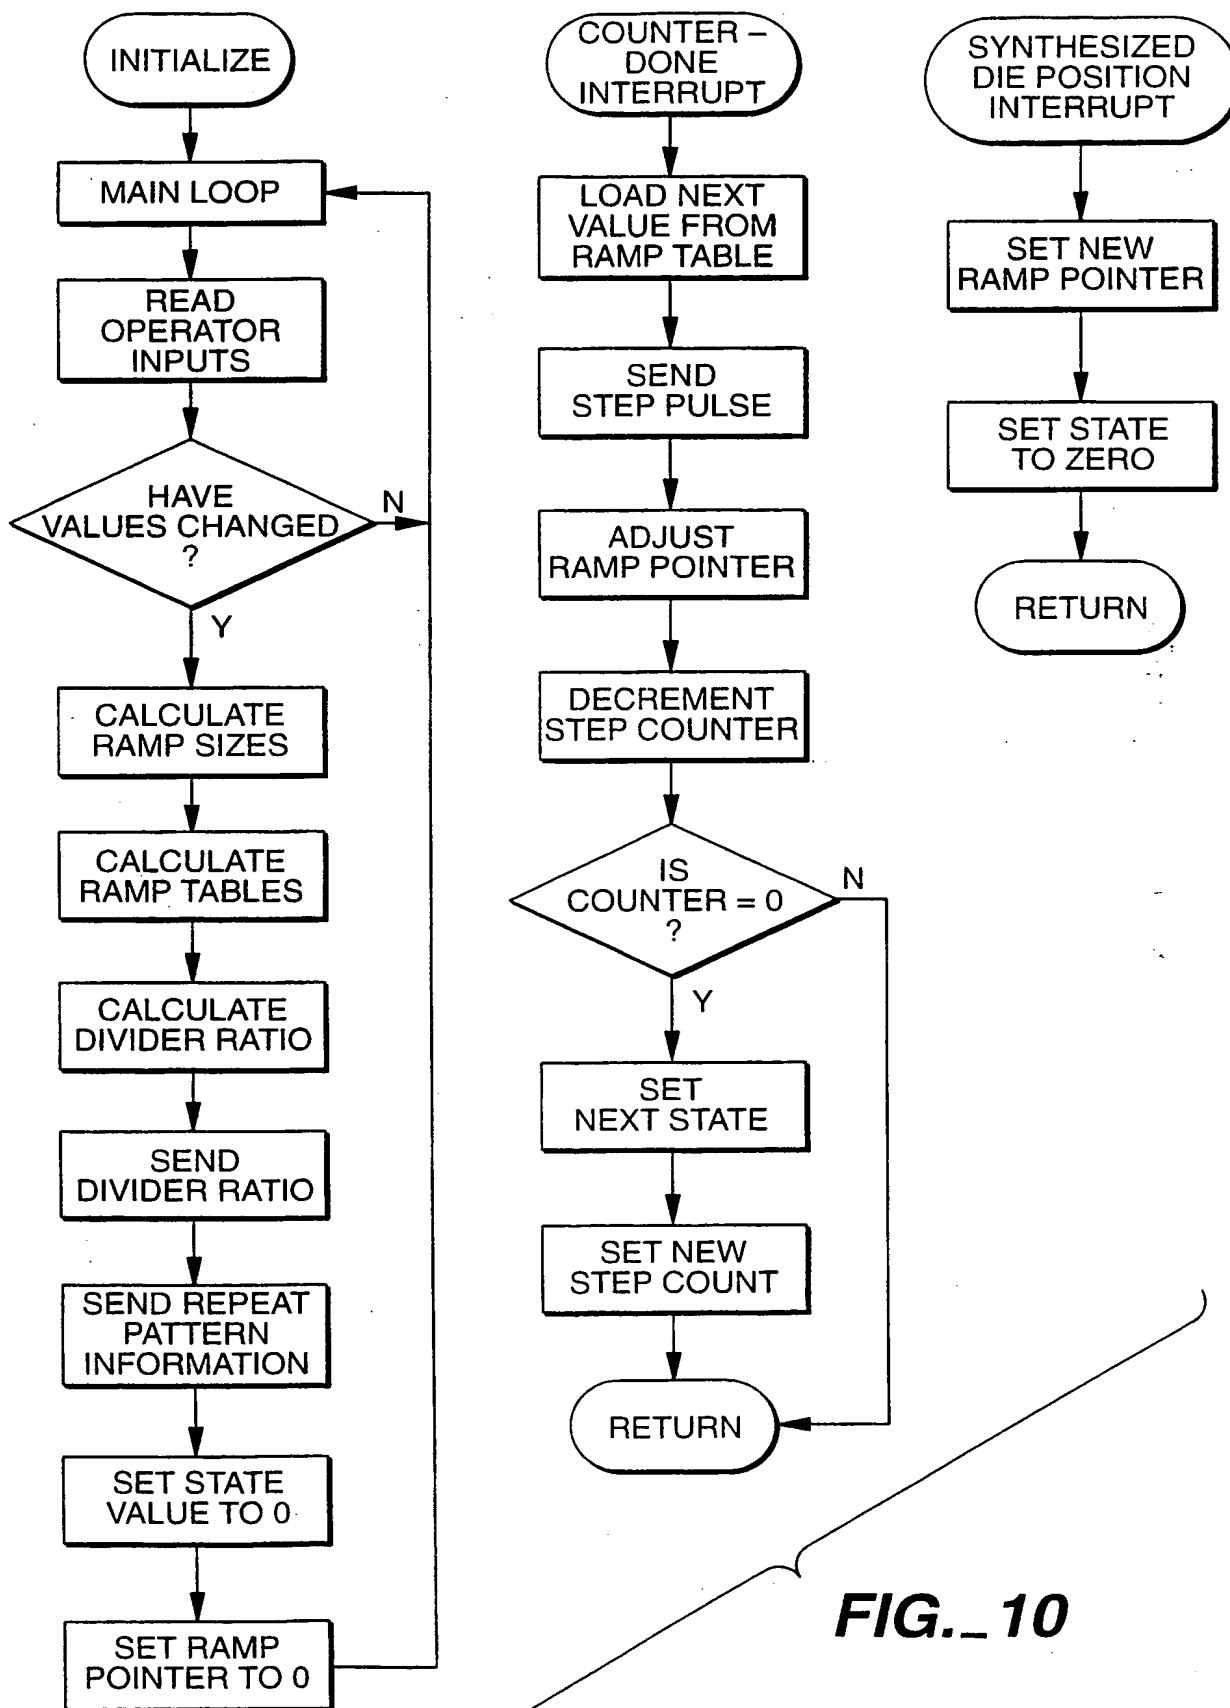 INITIALIZE
MAIN LOOP
READ
OPERATOR
INPUTS
HAVE
VALUES CHANGED
?
N
Y
CALCULATE
RAMP SIZES
CALCULATE
RAMP TABLES
CALCULATE
DIVIDER RATIO
SEND
DIVIDER RATIO
SEND REPEAT
PATTERN
INFORMATION
SET STATE
VALUE TO 0
SET RAMP
POINTER TO 0
COUNTER –
DONE
INTERRUPT
LOAD NEXT
VALUE FROM
RAMP TABLE
SEND
STEP PULSE
ADJUST
RAMP POINTER
DECREMENT
STEP COUNTER
IS
COUNTER = 0
?
N
Y
SET
NEXT STATE
SET NEW
STEP COUNT
RETURN
SYNTHESIZED
DIE POSITION
INTERRUPT
SET NEW
RAMP POINTER
SET STATE
TO ZERO
RETURN
FIG._10